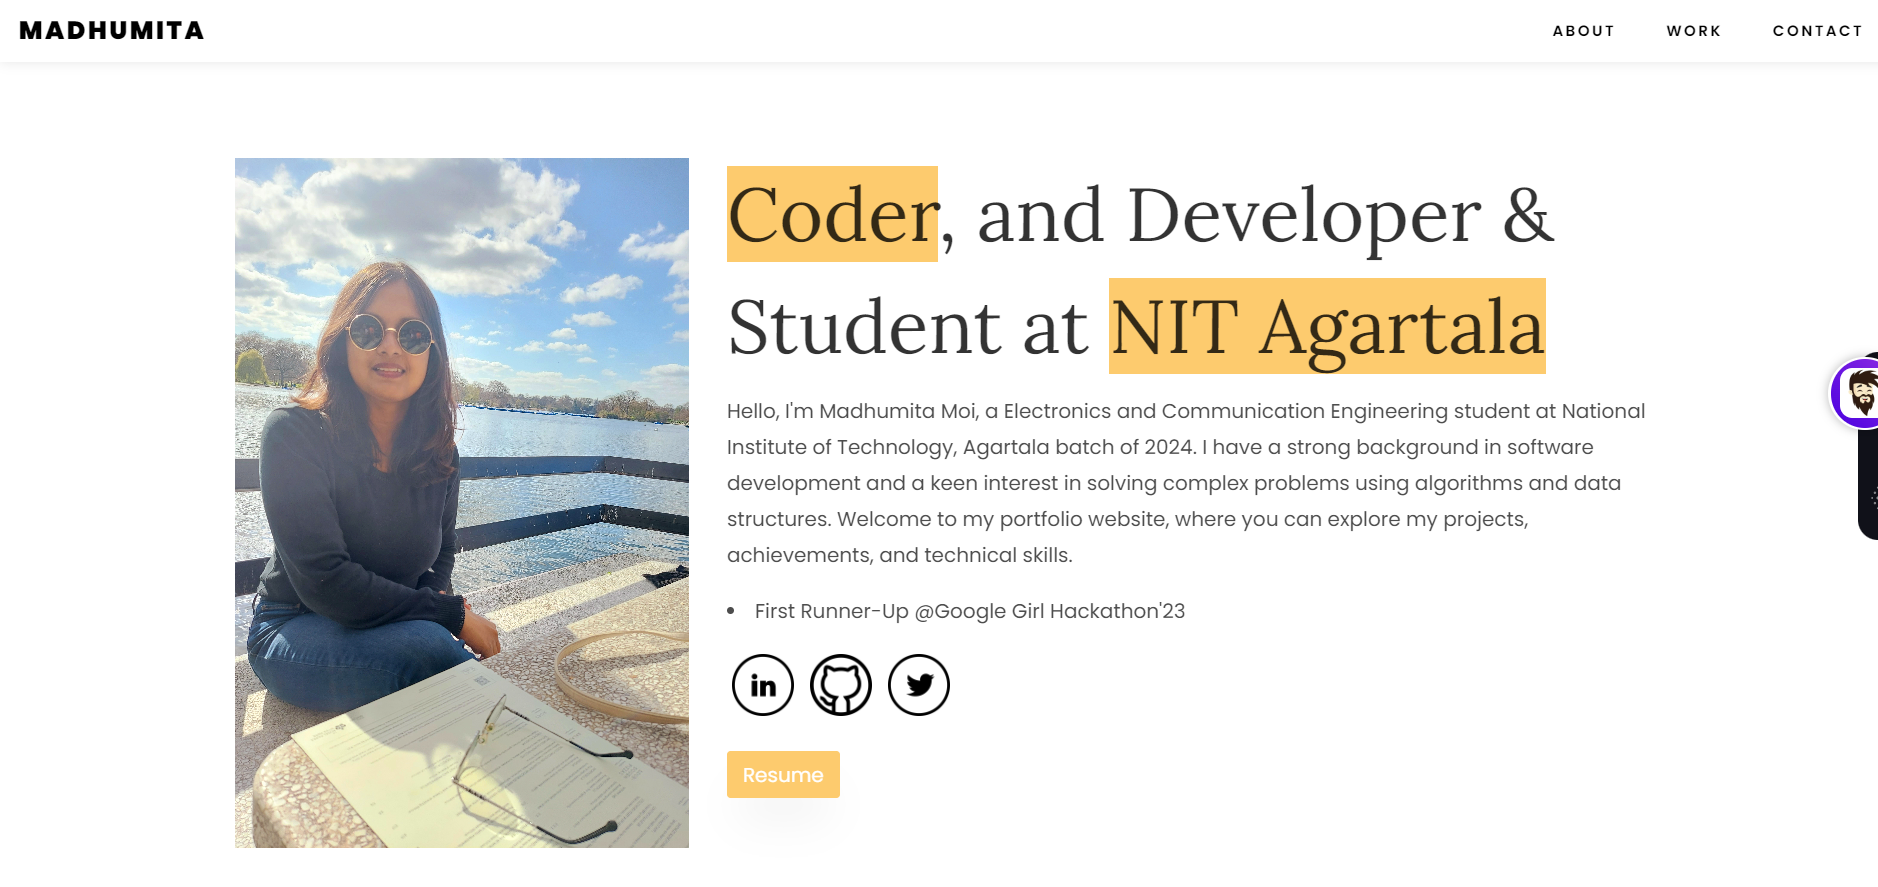 MADHUMITA
ABOUT WORK CONTACT
Coder, and Developer &
Student at NIT Agartala
Hello, I'm Madhumita Moi, a Electronics and Communication Engineering student at National
Institute of Technology, Agartala batch of 2024. I have a strong background in software
development and a keen interest in solving complex problems using algorithms and data
structures. Welcome to my portfolio website, where you can explore my projects,
achievements, and technical skills.
• First Runner-Up @Google Girl Hackathon'23
in
Resume